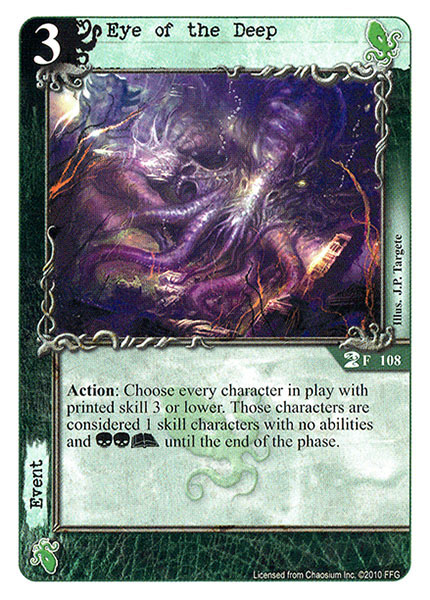 3
Eye of the Deep
Illus. J.P. Targete
F 108
Action: Choose every character in play with
printed skill 3 or lower. Those characters are
considered 1 skill characters with no abilities
and until the end of the phase.
Event
Licensed from Chaosium Inc. ©2010 FFG